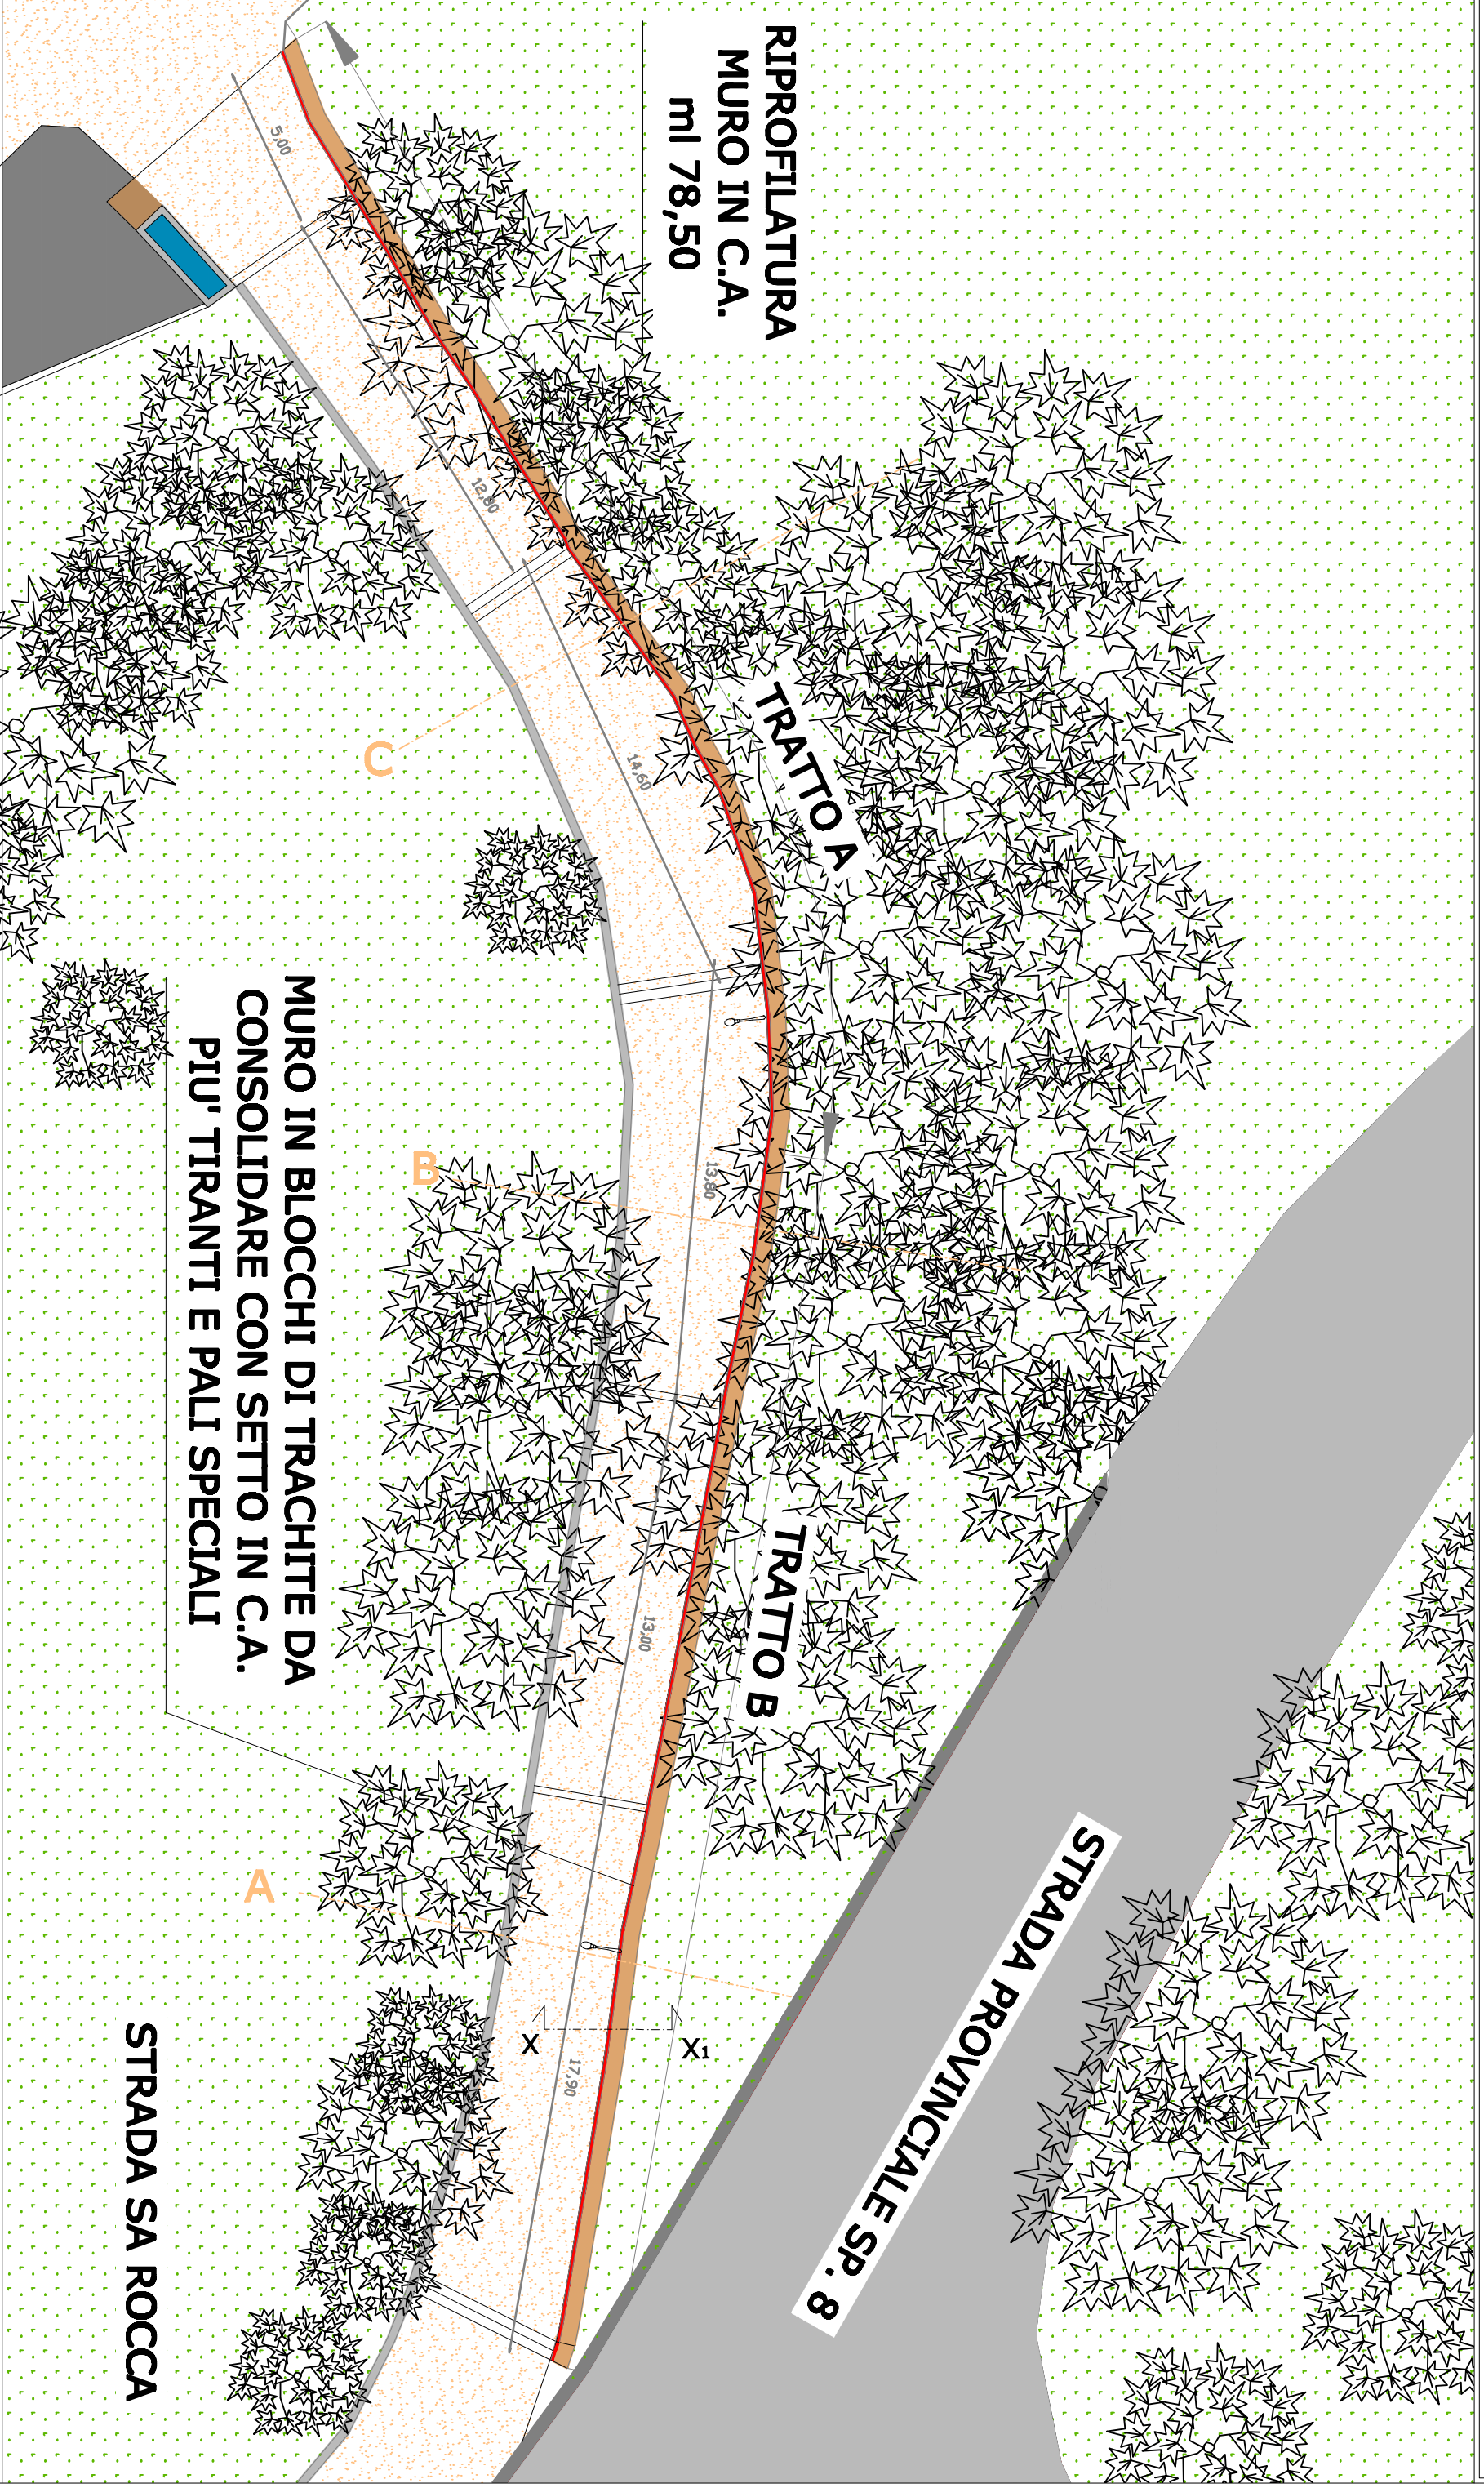 RIPROFILATURA
MURO IN C.A.
ml 78,50
5,00
12,80
14,60
13,80
13,00
17,90
TRATTO A
TRATTO B
C
B
A
X
X1
MURO IN BLOCCHI DI TRACHITE DA
CONSOLIDARE CON SETTO IN C.A.
PIU' TIRANTI E PALI SPECIALI
STRADA PROVINCIALE SP. 8
STRADA SA ROCCA